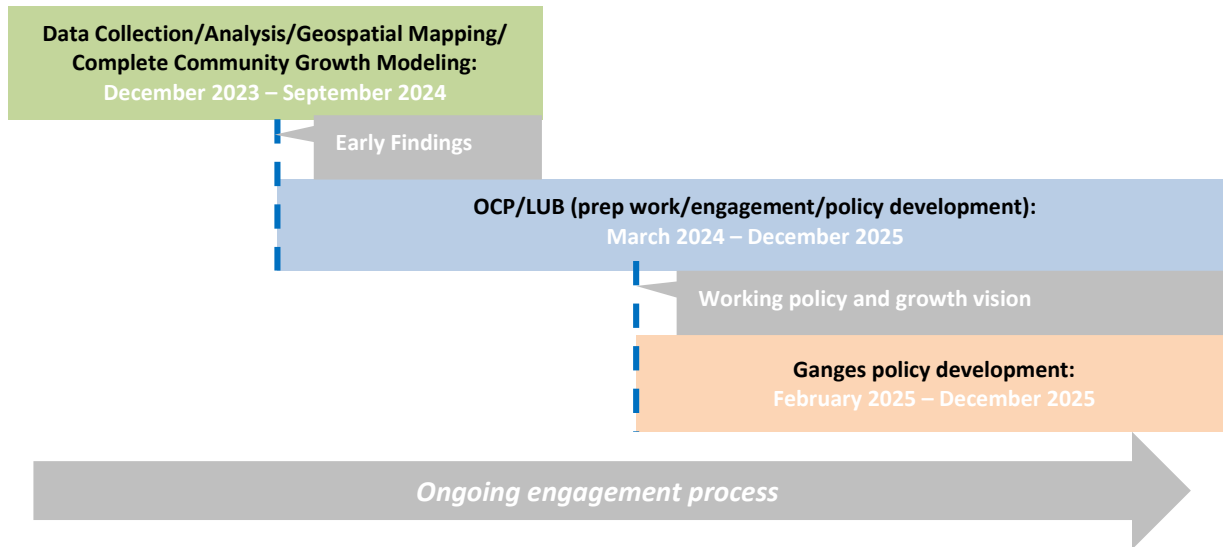 Data Collection/Analysis/Geospatial Mapping/
Complete Community Growth Modeling:
December 2023 – September 2024
Early Findings
OCP/LUB (prep work/engagement/policy development):
March 2024 – December 2025
Working policy and growth vision
Ganges policy development:
February 2025 – December 2025
Ongoing engagement process